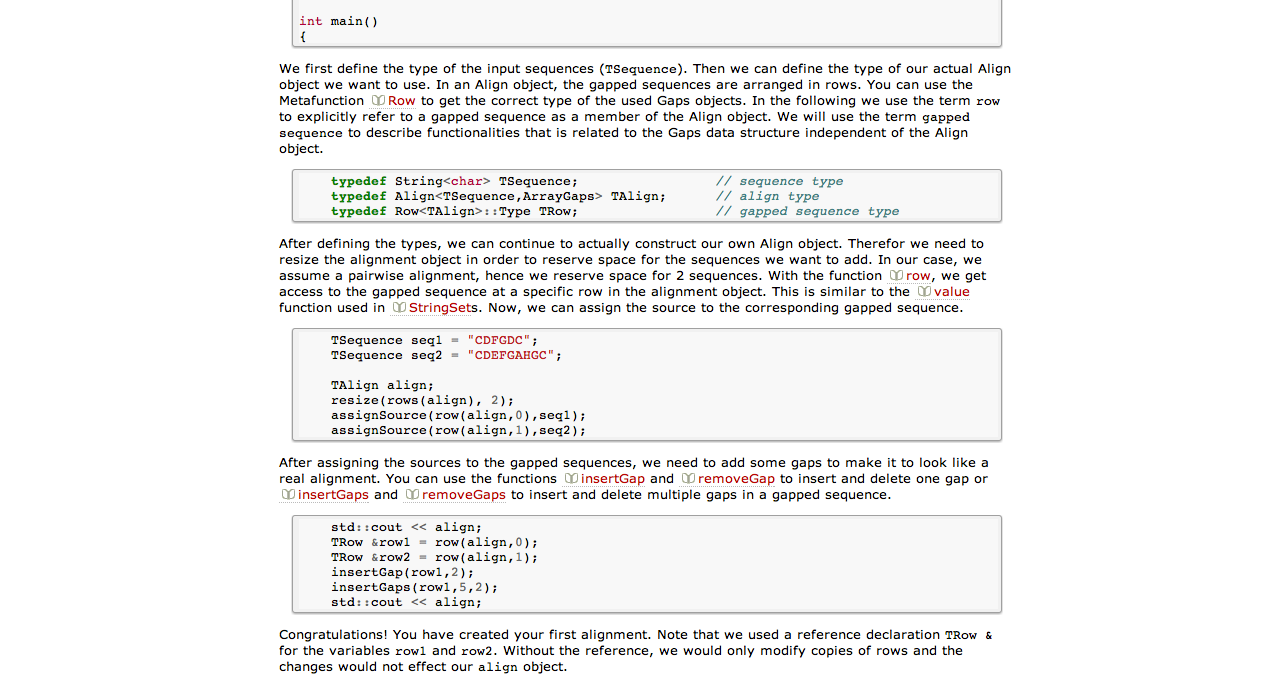 int main()
{
We first define the type of the input sequences (TSequence). Then we can define the type of our actual Align
object we want to use. In an Align object, the gapped sequences are arranged in rows. You can use the
Metafunction Row to get the correct type of the used Gaps objects. In the following we use the term row
to explicitly refer to a gapped sequence as a member of the Align object. We will use the term gapped
sequence to describe functionalities that is related to the Gaps data structure independent of the Align
object.
typedef String<char> TSequence; // sequence type
typedef Align<TSequence,ArrayGaps> TAlign; // align type
typedef Row<TAlign>::Type TRow; // gapped sequence type
After defining the types, we can continue to actually construct our own Align object. Therefor we need to
resize the alignment object in order to reserve space for the sequences we want to add. In our case, we
assume a pairwise alignment, hence we reserve space for 2 sequences. With the function row, we get
access to the gapped sequence at a specific row in the alignment object. This is similar to the value
function used in StringSets. Now, we can assign the source to the corresponding gapped sequence.
TSequence seq1 = "CDFGDC";
TSequence seq2 = "CDEFGAHGC";
TAlign align;
resize(rows(align), 2);
assignSource(row(align,0),seq1);
assignSource(row(align,1),seq2);
After assigning the sources to the gapped sequences, we need to add some gaps to make it to look like a
real alignment. You can use the functions insertGap and removeGap to insert and delete one gap or
insertGaps and removeGaps to insert and delete multiple gaps in a gapped sequence.
std::cout << align;
TRow &row1 = row(align,0);
TRow &row2 = row(align,1);
insertGap(row1,2);
insertGaps(row1,5,2);
std::cout << align;
Congratulations! You have created your first alignment. Note that we used a reference declaration TRow &
for the variables row1 and row2. Without the reference, we would only modify copies of rows and the
changes would not effect our align object.